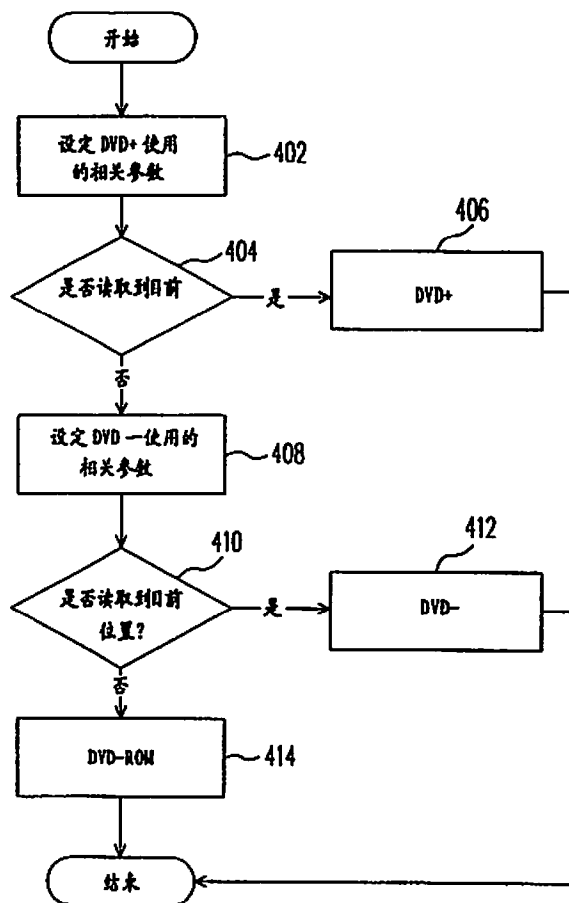 开始
设定 DVD+ 使用
的相关参数
402
404
是否读取到目前
是
406
DVD+
否
设定 DVD 一使用的
相关参数
408
410
是否读取到目前
位置?
是
412
DVD-
否
DVD-ROM
414
结束